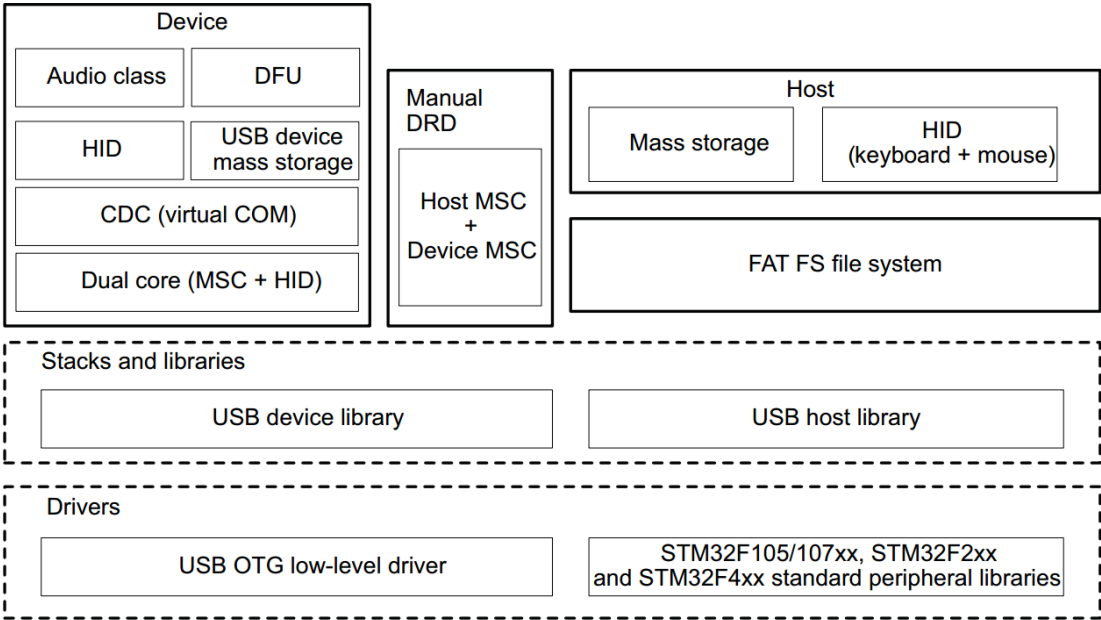 Device
Audio class
DFU
HID
USB device
mass storage
CDC (virtual COM)
Dual core (MSC + HID)
Manual
DRD
Host MSC
+
Device MSC
Host
Mass storage
HID
(keyboard + mouse)
FAT FS file system
Stacks and libraries
USB device library
USB host library
Drivers
USB OTG low-level driver
STM32F105/107xx, STM32F2xx
and STM32F4xx standard peripheral libraries